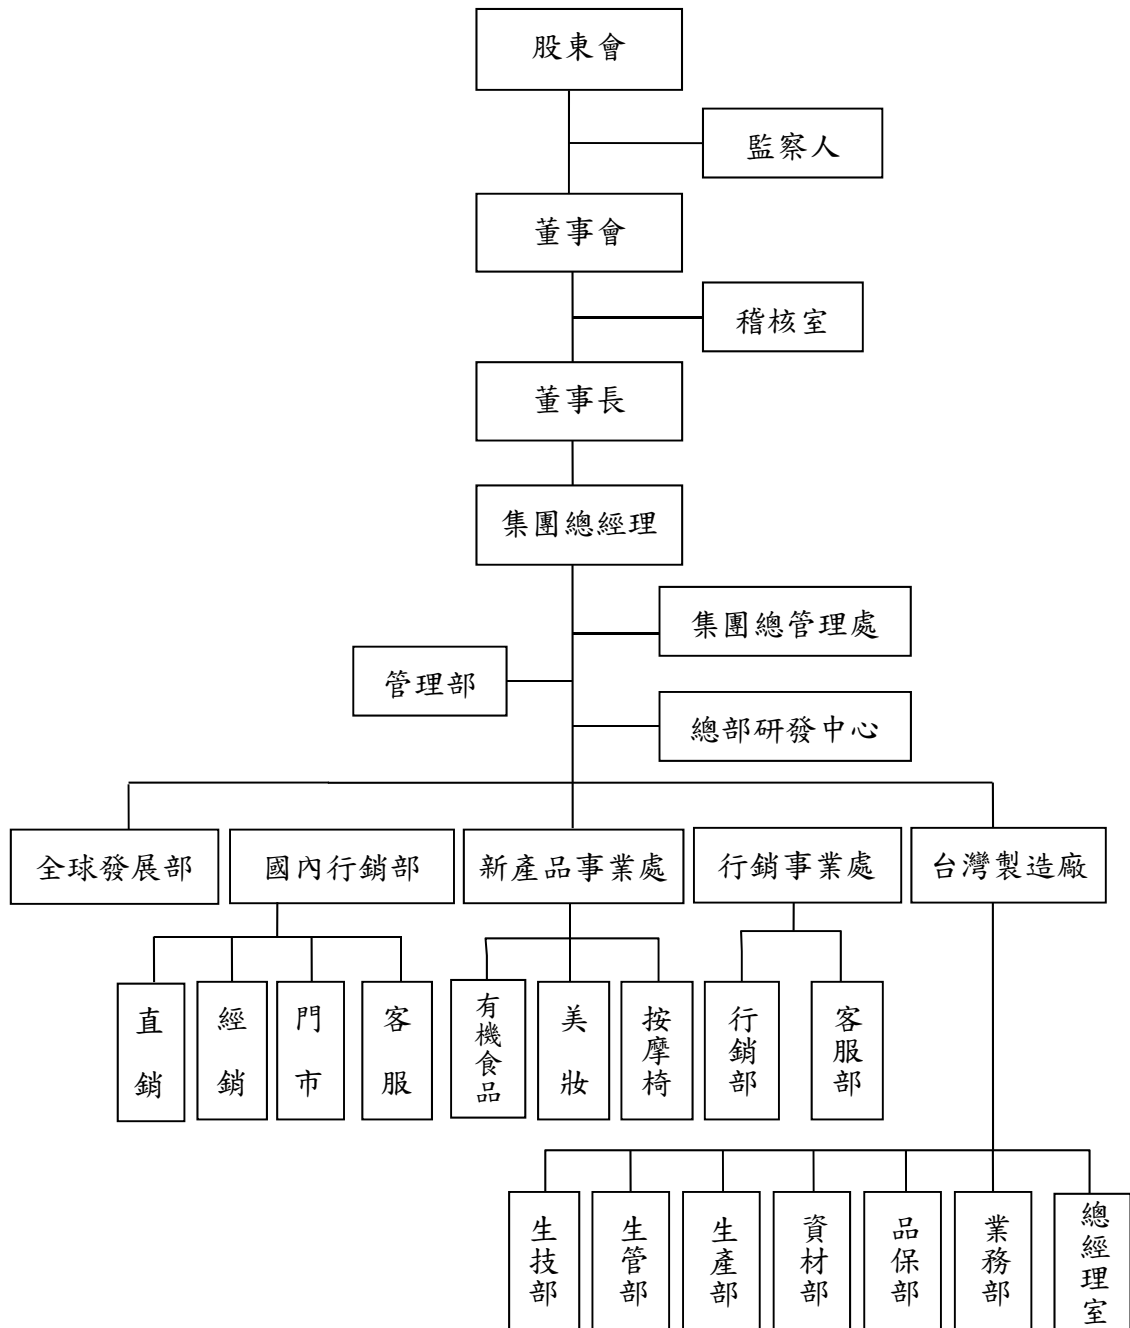 股東會
監察人
董事會
稽核室
董事長
集團總經理
集團總管理處
管理部
總部研發中心
全球發展部
國內行銷部
新產品事業處
行銷事業處
台灣製造廠
直銷
經銷
門市
客服
有機食品
美妝
按摩椅
行銷部
客服部
生技部
生管部
生產部
資材部
品保部
業務部
總經理室